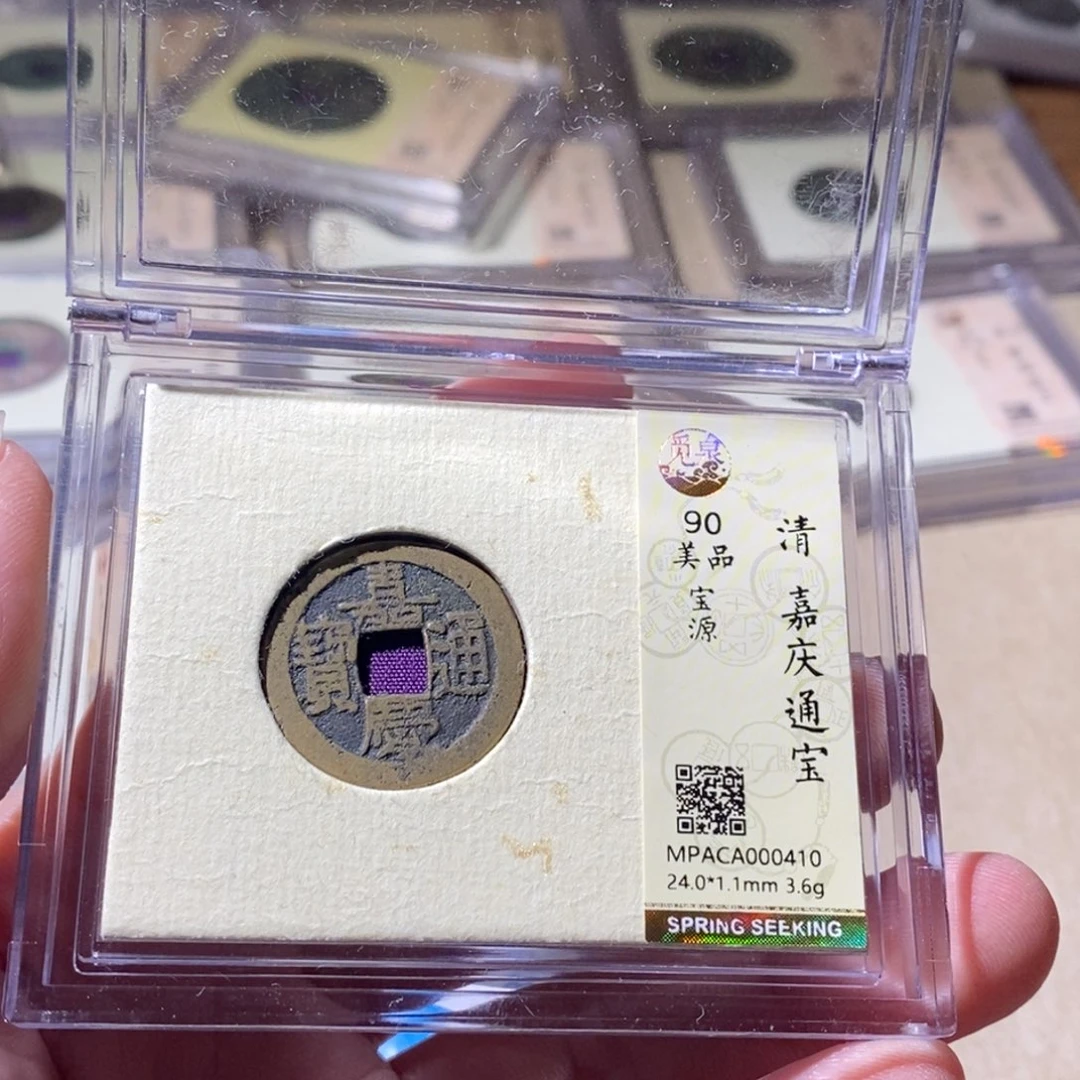 嘉慶通寶
觅泉
90
美品
宝源
清 嘉庆通宝
MPACA000410
24.0*1.1mm 3.6g
SPRING SEEKING